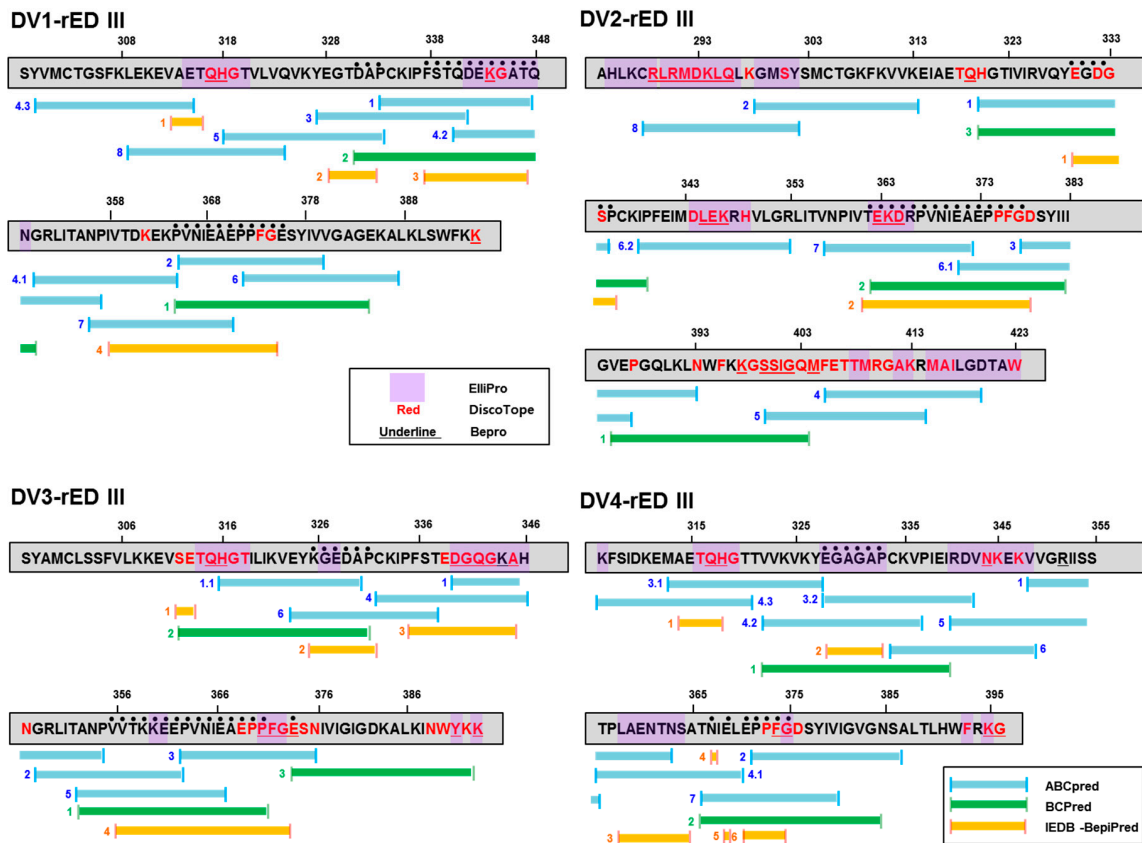 DV1-rED III
308 318 328 338 348
SYVMCTGSFKLEKEVAETQHGTVLVQVKYEGTDAPCKIPFSTQDEKGATQ
4.3 1
1 3
5 4.2
8 2
2 3
358 368 378 388
NGRLITANPIVTDKEKPVNIEAEPPFGESYIVVGAGEKALKLSWFKK
2
4.1 6
1
7
4
ElliPro
Red DiscoTope
Underline Bepro
DV2-rED III
293 303 313 323 333
AHLKCRLRMDKLQLKGMSYSMCTGKFKVVKEIAETQHGTIVIRVQYEGDG
2 1
8 3
1
343 353 363 373 383
SPCKIPFEIMDLEKRHVLGRLITVNPIVTEKDRPVNIEAEPPFGDSYIII
6.2 7 3
6.1
2
2
393 403 413 423
GVEPGQLKLNWFKKGSSIGQMFETTMRGAKRMAILGDTAW
4
5
1
DV3-rED III
306 316 326 336 346
SYAMCLSSFVLKKEVSETQHGTILIKVEYKGEDAPCKIPFSTEDGQGKAH
1.1 1
4
1 6
2 3
2
356 366 376 386
NGRLITANPVVTKKEEPVNIEAEPPFGESNIVIGIGDKALKINWYKK
3
2 3
5
1
4
DV4-rED III
315 325 335 345 355
KFSIDKEMAETQHGTTVVKVKYEGAGAPCKVPIEIRDVNKEKVVGRIISS
3.1 1
4.3 3.2
1 4.2 5
2 6
1
365 375 385 395
TPLAENTNSATNIELEPPFGDSYIVIGVGNSALTLHWFRKG
4 2
4.1
7
2
3 5 6
ABCpred
BCPred
IEDB -BepiPred